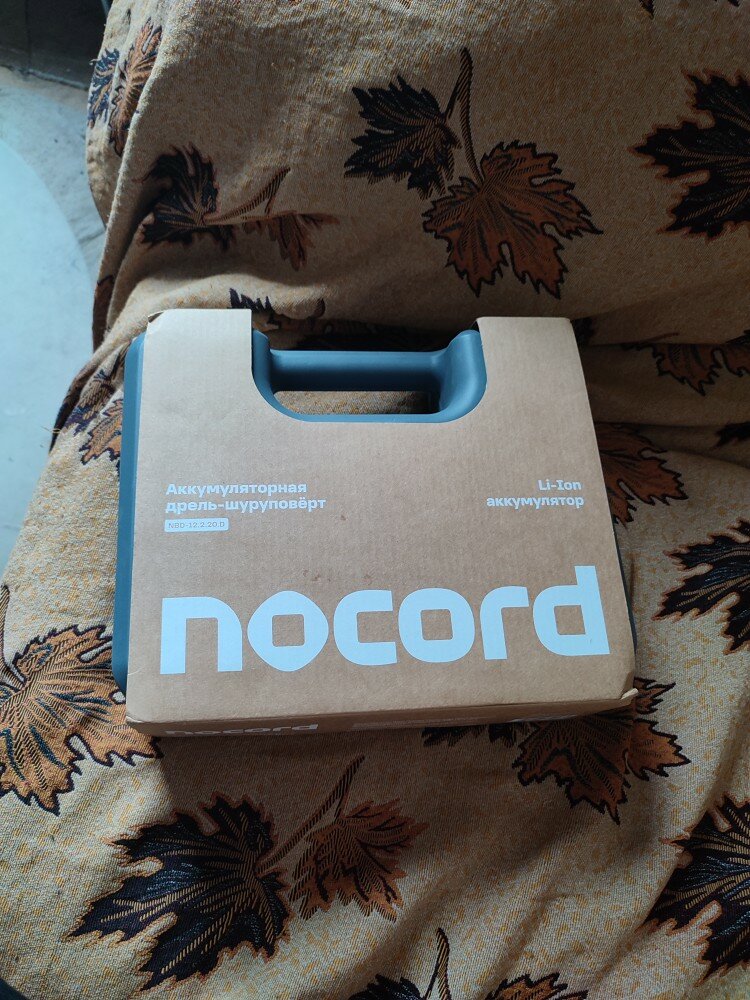 Аккумуляторная
дрель-шуруповёрт
NBD-12.2.20.D
Li-Ion
аккумулятор
nocord
nocord